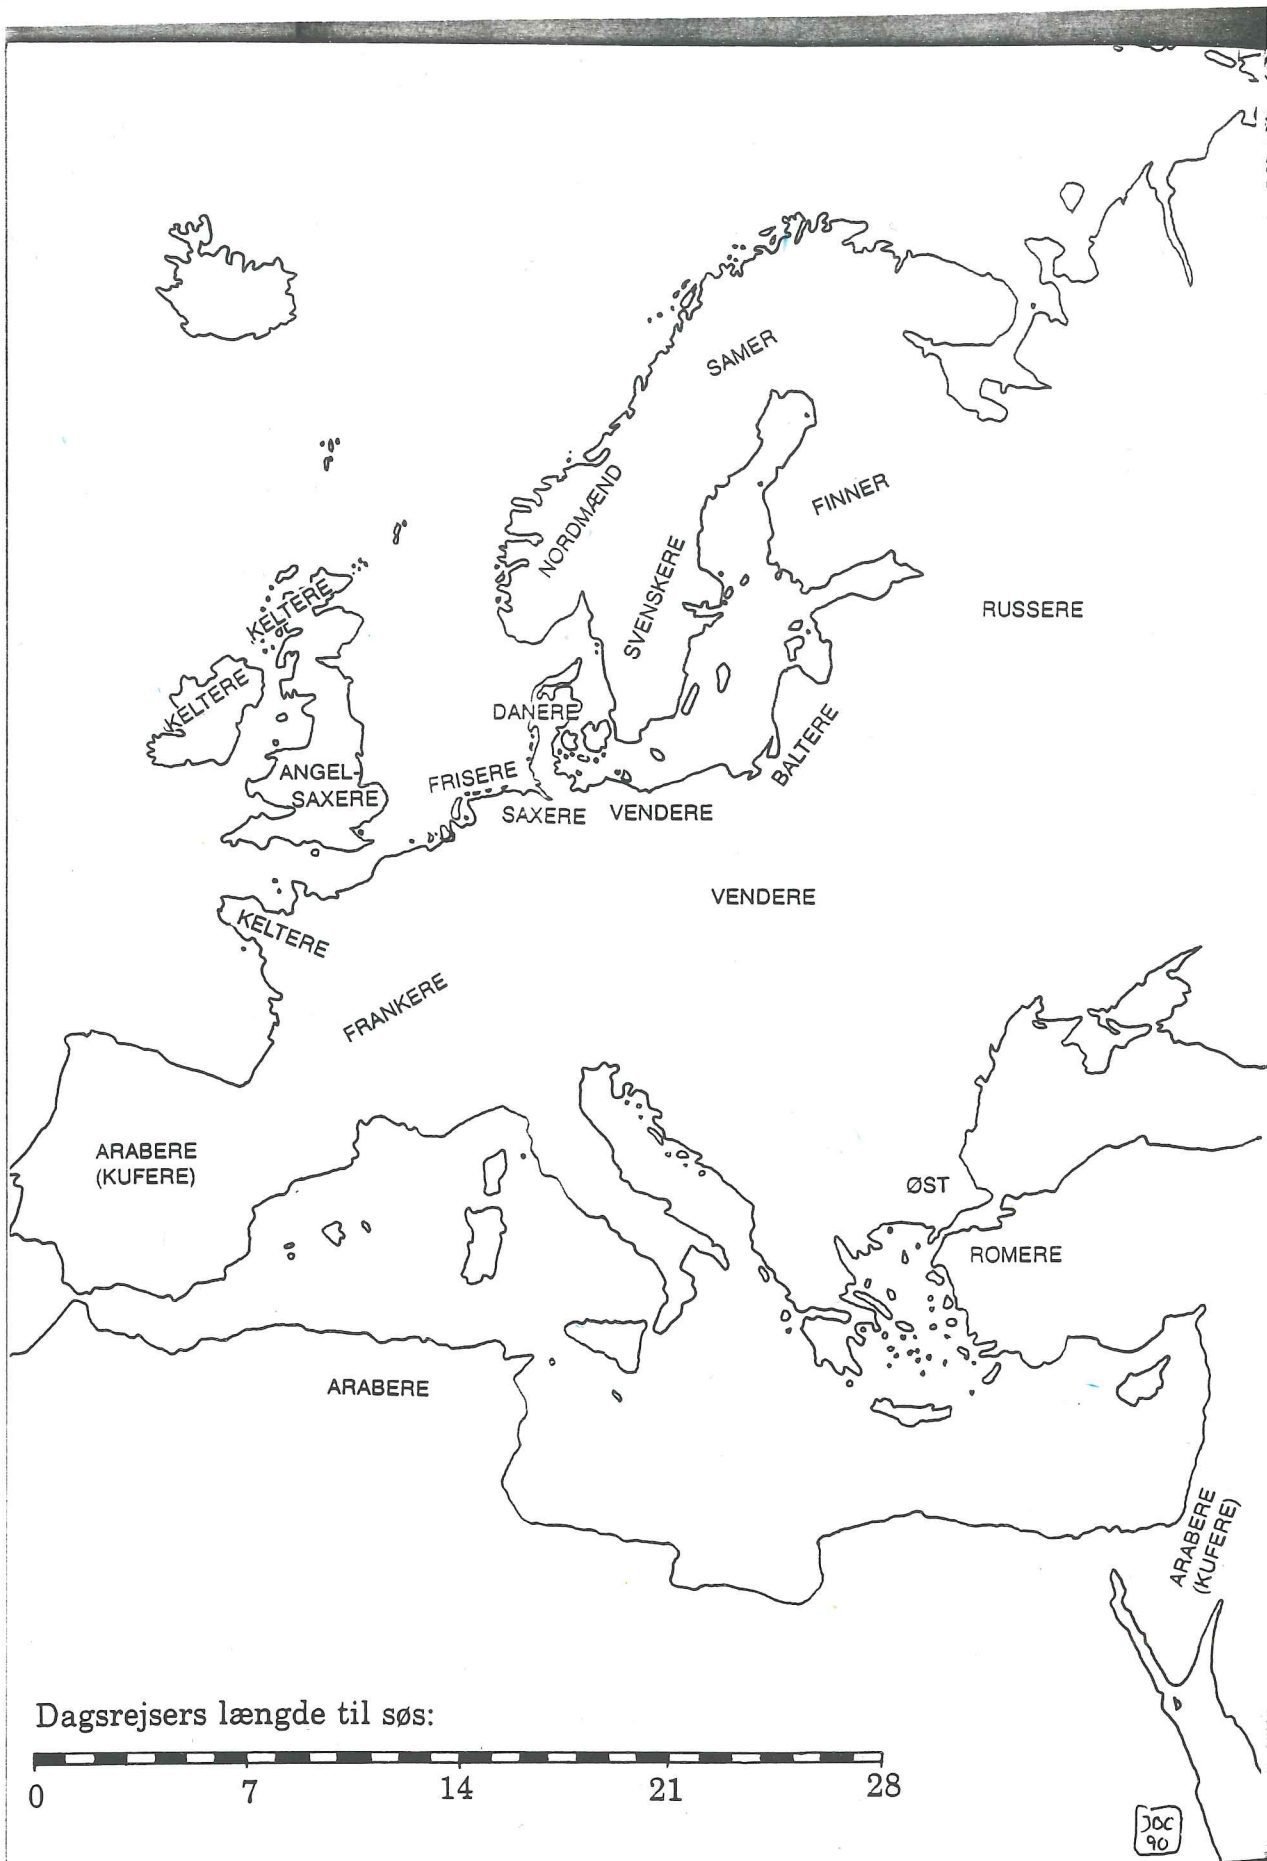 SAMER
FINNER
NORDMÆND
SVENSKERE
KELTERE
RUSSERE
KELTERE
DANERE
BALTERE
ANGEL-
SAXERE
FRISERE
SAXERE
VENDERE
VENDERE
KELTERE
FRANKERE
ARABERE
(KUFERE)
ØST
ROMERE
ARABERE
ARABERE
(KUFERE)
Dagsrejsers længde til søs:
0 7 14 21 28
JOC
90